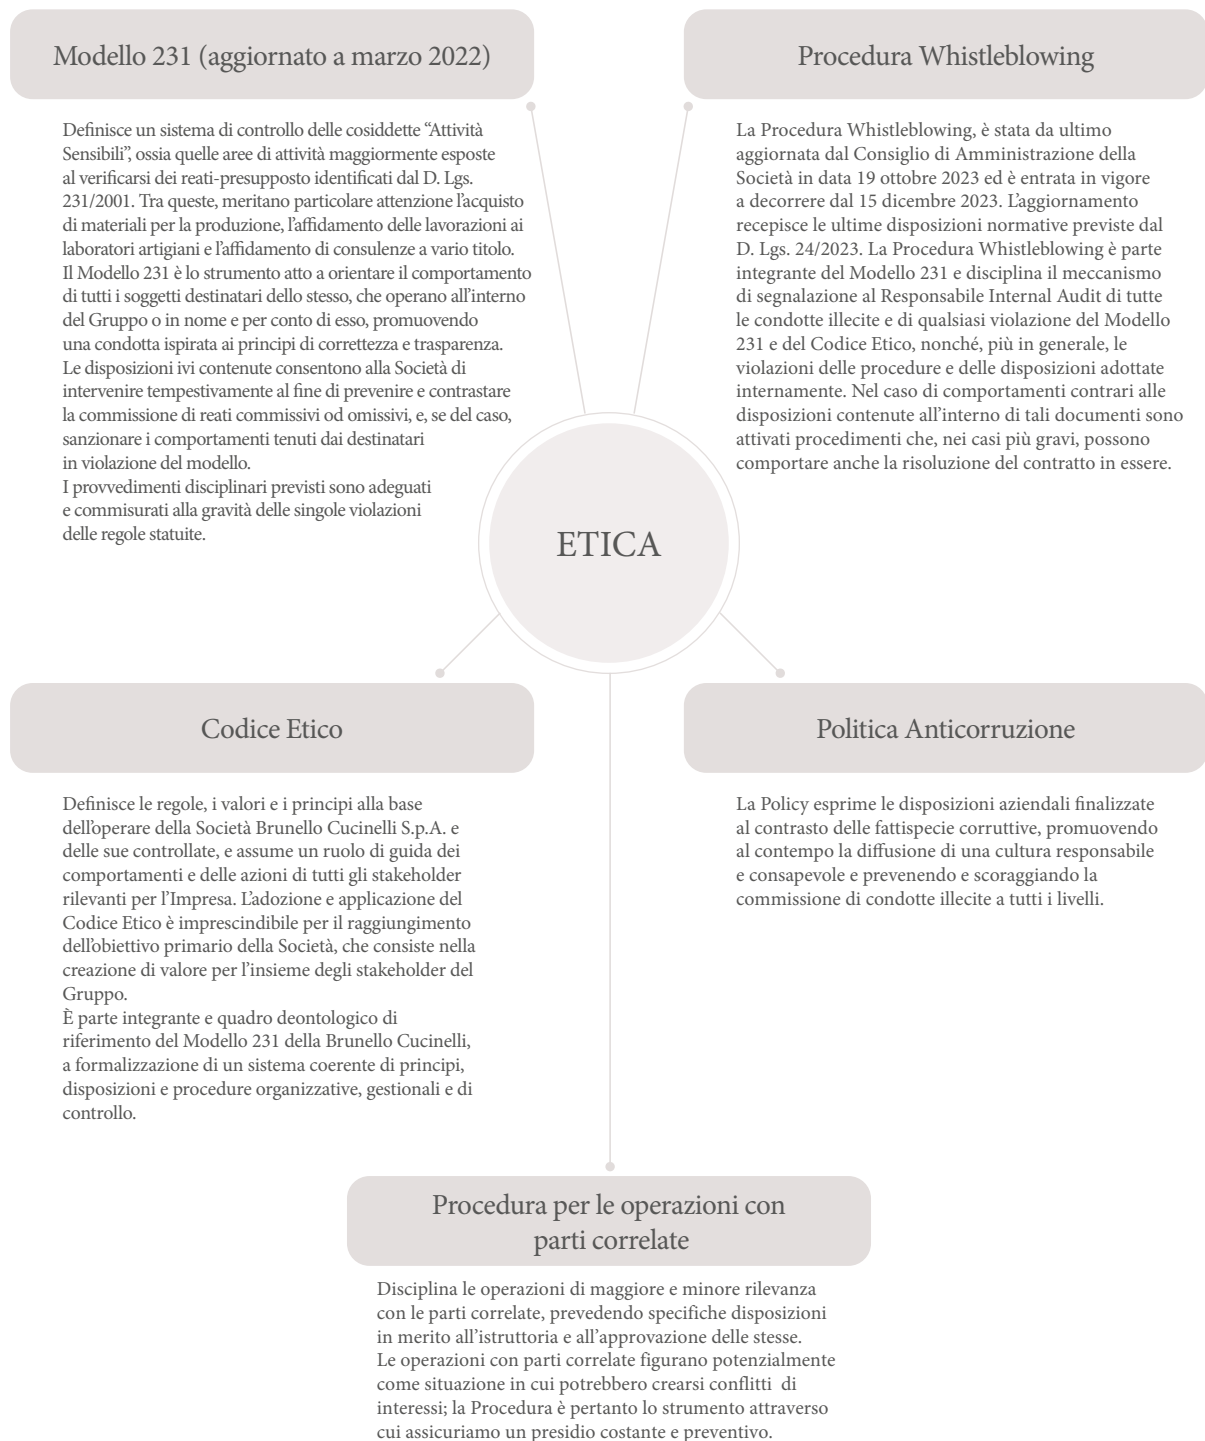 Modello 231 (aggiornato a marzo 2022)
Definisce un sistema di controllo delle cosiddette “Attività
Sensibili”, ossia quelle aree di attività maggiormente esposte
al verificarsi dei reati-presupposto identificati dal D. Lgs.
231/2001. Tra queste, meritano particolare attenzione l’acquisto
di materiali per la produzione, l’affidamento delle lavorazioni ai
laboratori artigiani e l’affidamento di consulenze a vario titolo.
Il Modello 231 è lo strumento atto a orientare il comportamento
di tutti i soggetti destinatari dello stesso, che operano all’interno
del Gruppo o in nome e per conto di esso, promuovendo
una condotta ispirata ai principi di correttezza e trasparenza.
Le disposizioni ivi contenute consentono alla Società di
intervenire tempestivamente al fine di prevenire e contrastare
la commissione di reati commissivi od omissivi, e, se del caso,
sanzionare i comportamenti tenuti dai destinatari
in violazione del modello.
I provvedimenti disciplinari previsti sono adeguati
e commisurati alla gravità delle singole violazioni
delle regole statuite.
Procedura Whistleblowing
La Procedura Whistleblowing, è stata da ultimo
aggiornata dal Consiglio di Amministrazione della
Società in data 19 ottobre 2023 ed è entrata in vigore
a decorrere dal 15 dicembre 2023. L’aggiornamento
recepisce le ultime disposizioni normative previste dal
D. Lgs. 24/2023. La Procedura Whistleblowing è parte
integrante del Modello 231 e disciplina il meccanismo
di segnalazione al Responsabile Internal Audit di tutte
le condotte illecite e di qualsiasi violazione del Modello
231 e del Codice Etico, nonché, più in generale, le
violazioni delle procedure e delle disposizioni adottate
internamente. Nel caso di comportamenti contrari alle
disposizioni contenute all’interno di tali documenti sono
attivati procedimenti che, nei casi più gravi, possono
comportare anche la risoluzione del contratto in essere.
ETICA
Codice Etico
Definisce le regole, i valori e i principi alla base
dell’operare della Società Brunello Cucinelli S.p.A. e
delle sue controllate, e assume un ruolo di guida dei
comportamenti e delle azioni di tutti gli stakeholder
rilevanti per l’Impresa. L’adozione e applicazione del
Codice Etico è imprescindibile per il raggiungimento
dell’obiettivo primario della Società, che consiste nella
creazione di valore per l’insieme degli stakeholder del
Gruppo.
È parte integrante e quadro deontologico di
riferimento del Modello 231 della Brunello Cucinelli,
a formalizzazione di un sistema coerente di principi,
disposizioni e procedure organizzative, gestionali e di
controllo.
Politica Anticorruzione
La Policy esprime le disposizioni aziendali finalizzate
al contrasto delle fattispecie corruttive, promuovendo
al contempo la diffusione di una cultura responsabile
e consapevole e prevenendo e scoraggiando la
commissione di condotte illecite a tutti i livelli.
Procedura per le operazioni con
parti correlate
Disciplina le operazioni di maggiore e minore rilevanza
con le parti correlate, prevedendo specifiche disposizioni
in merito all’istruttoria e all’approvazione delle stesse.
Le operazioni con parti correlate figurano potenzialmente
come situazione in cui potrebbero crearsi conflitti di
interessi; la Procedura è pertanto lo strumento attraverso
cui assicuriamo un presidio costante e preventivo.